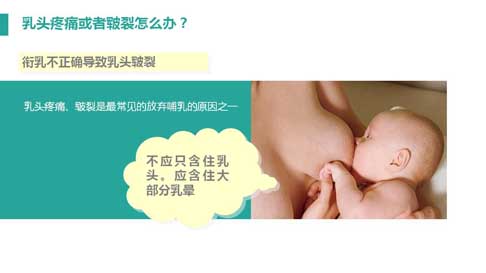 乳头疼痛或者皲裂怎么办？
衔乳不正确导致乳头皲裂
乳头疼痛、皲裂是最常见的放弃哺乳的原因之一
不应只含住乳
头。应含住大
部分乳晕